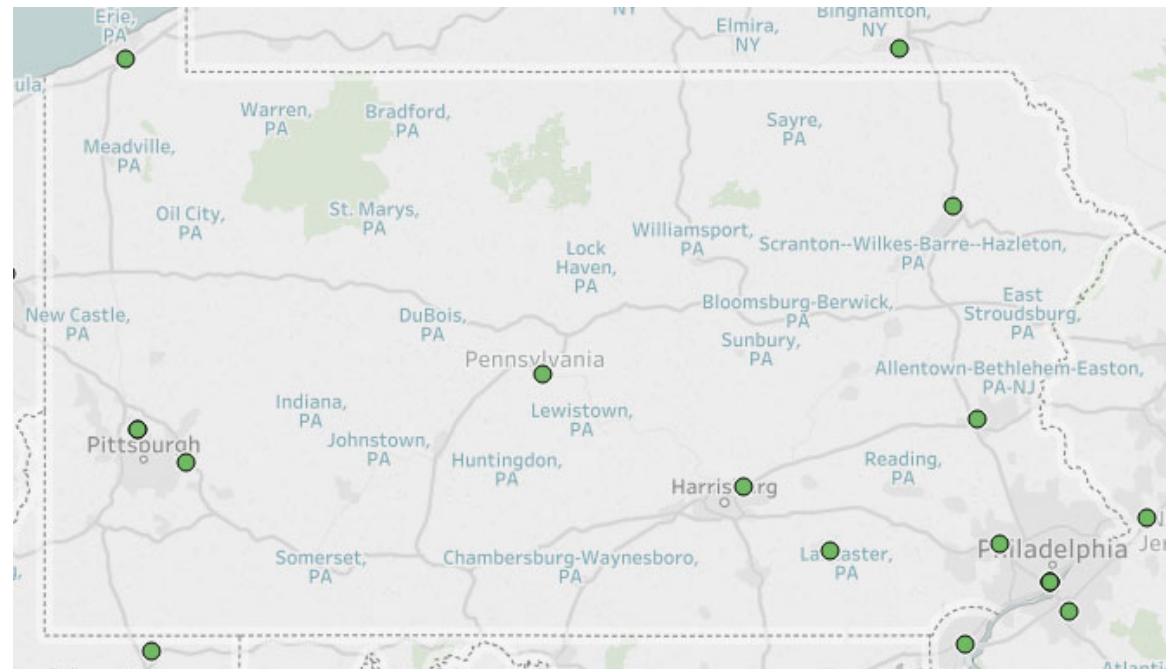 Erie,
PA
NY
Elmira,
NY
Binghamton,
NY
ula,
Warren,
PA
Bradford,
PA
Sayre,
PA
Meadville,
PA
Oil City,
PA
St. Marys,
PA
Williamsport,
PA
Scranton--Wilkes-Barre--Hazleton,
PA
Lock
Haven,
PA
New Castle,
PA
DuBois,
PA
Bloomsburg-Berwick,
PA
East
Stroudsburg,
PA
Sunbury,
PA
Pennsylvania
Allentown-Bethlehem-Easton,
PA-NJ
Indiana,
PA
Lewistown,
PA
Pittsburgh
Johnstown,
PA
Huntingdon,
PA
Reading,
PA
Harrisburg
Somerset,
PA
Chambersburg-Waynesboro,
PA
Lancaster,
PA
Philadelphia
Jer
Atlantic